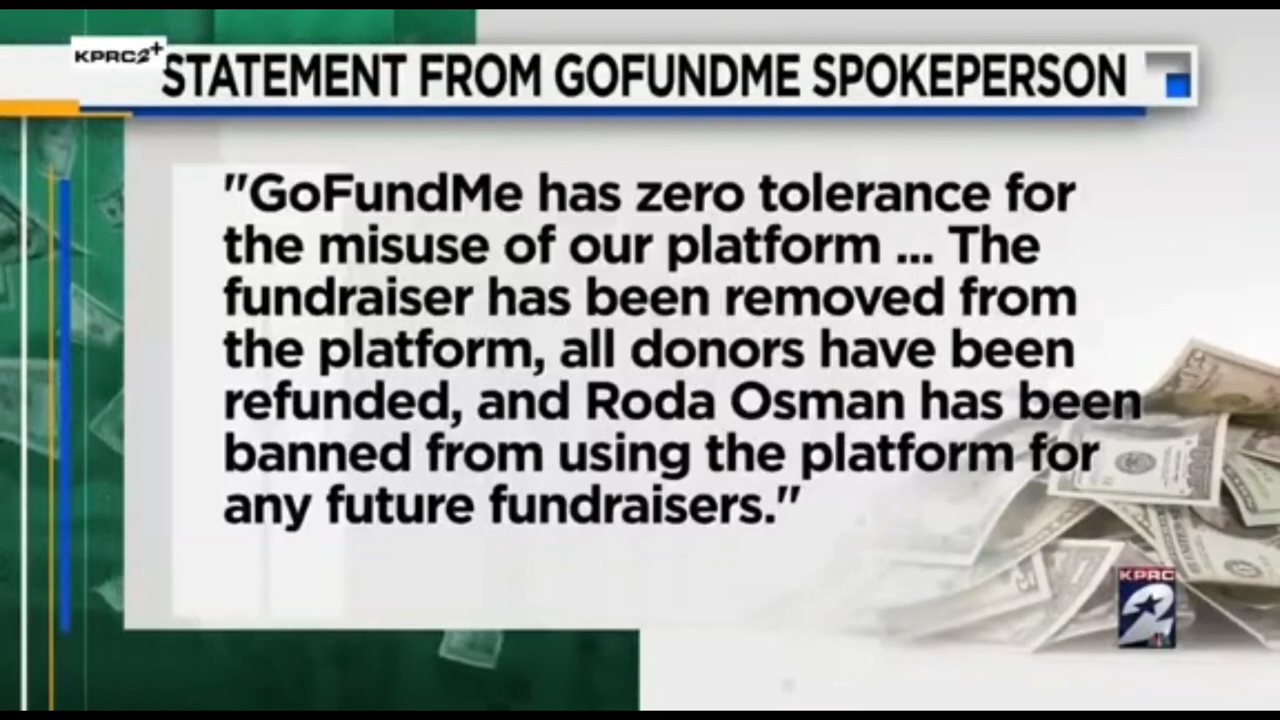 KPRC2+
STATEMENT FROM GOFUNDME SPOKEPERSON
"GoFundMe has zero tolerance for
the misuse of our platform ... The
fundraiser has been removed from
the platform, all donors have been
refunded, and Roda Osman has been
banned from using the platform for
any future fundraisers."
KPRC
2